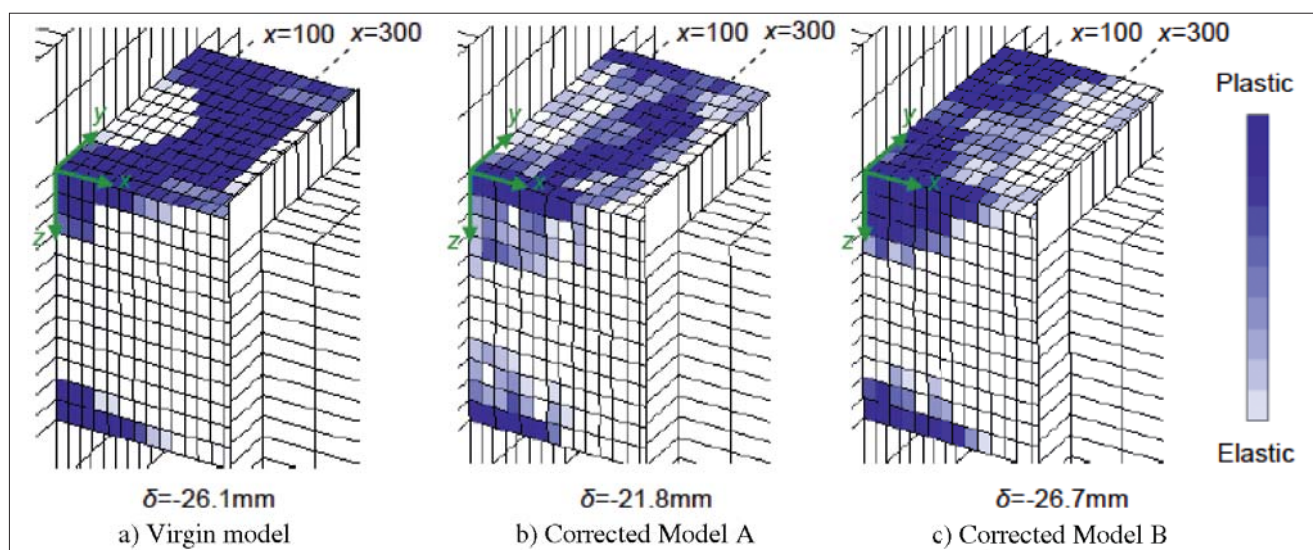 x=100 x=300
x=100 x=300
x=100 x=300
Plastic
y
x
z
y
x
z
y
x
z
Elastic
δ=-26.1mm
δ=-21.8mm
δ=-26.7mm
a) Virgin model
b) Corrected Model A
c) Corrected Model B